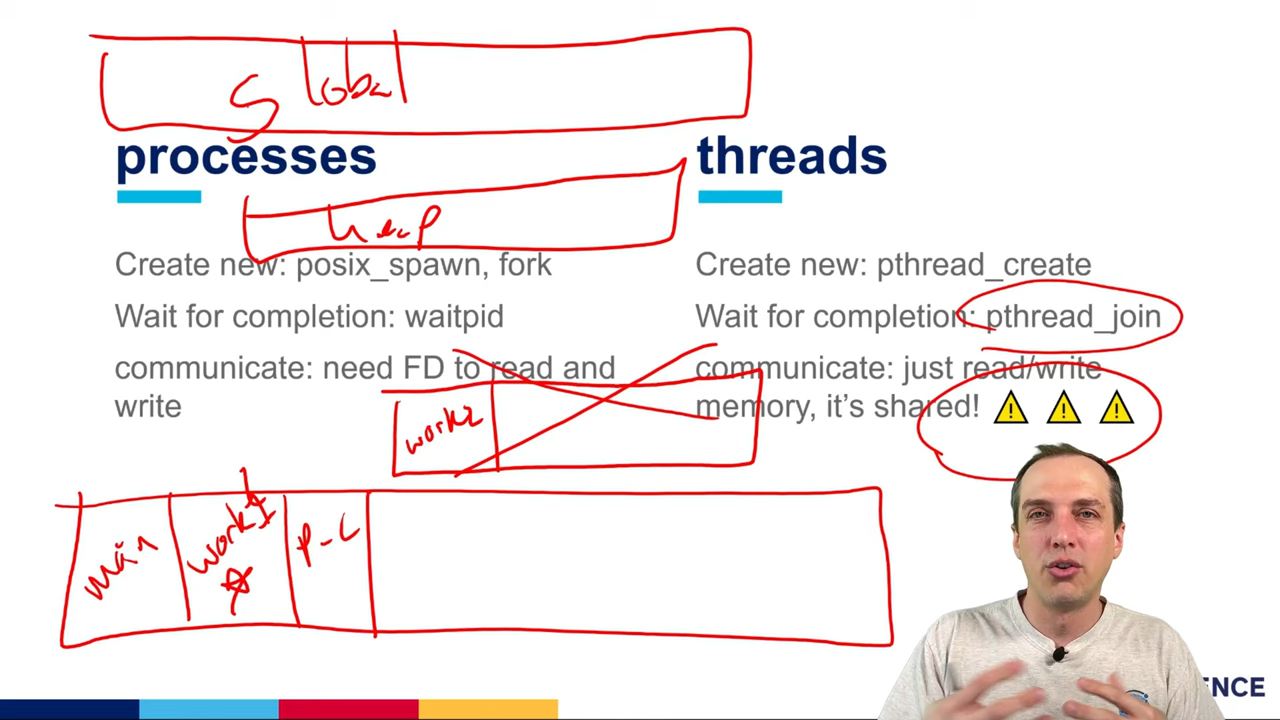 global
processes
threads
heap
Create new: posix_spawn, fork
Create new: pthread_create
Wait for completion: waitpid
Wait for completion: pthread_join
communicate: need FD to read and
write
communicate: just read/write
memory, it's shared!
work2
main
work1
p-c
ENCE